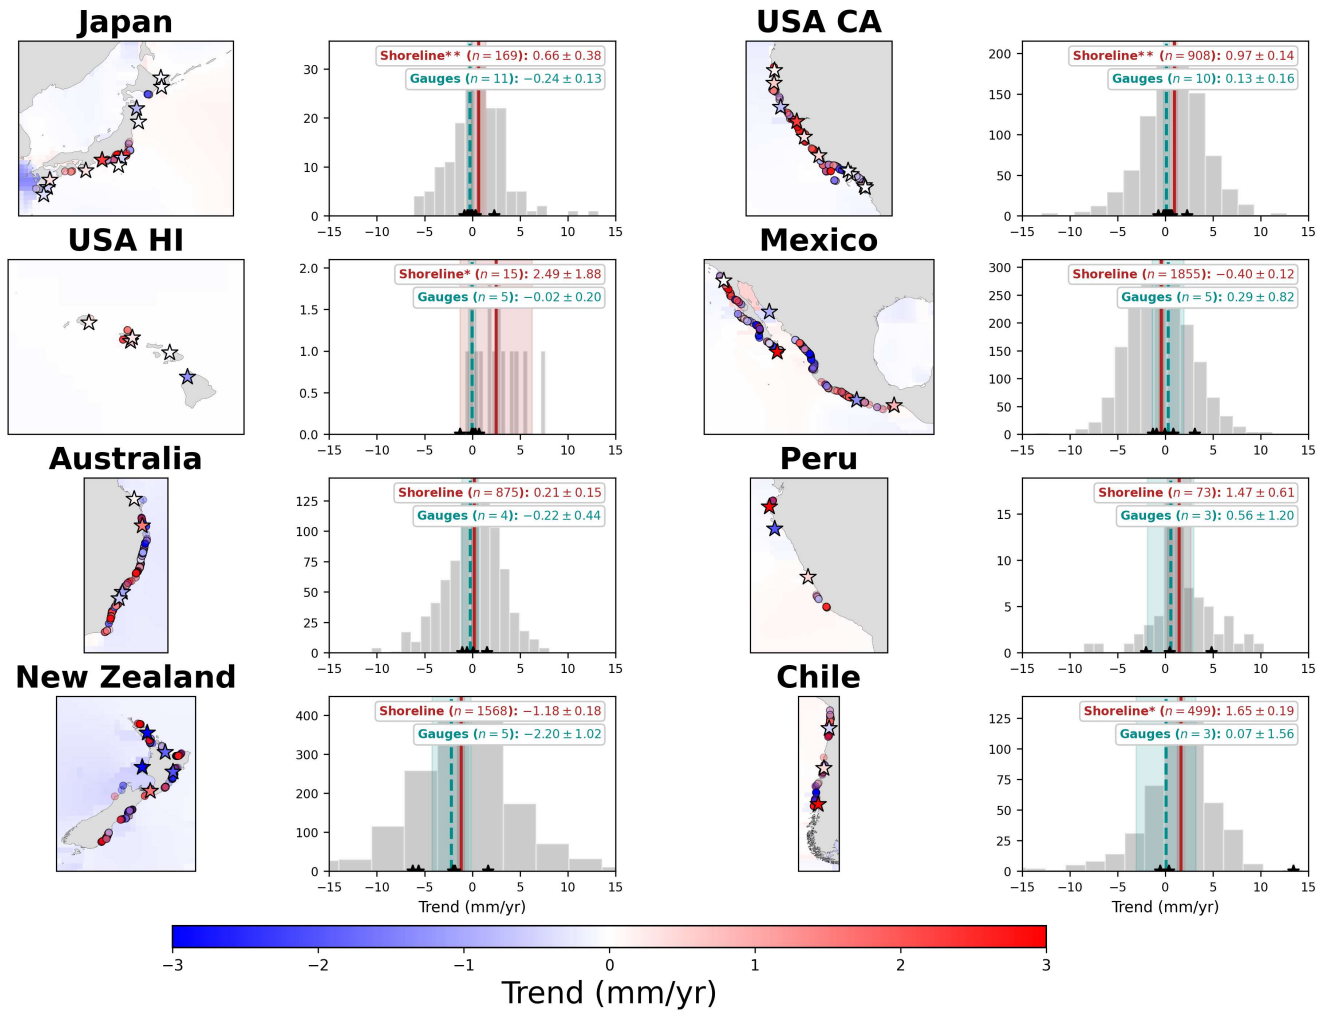 Japan
Shoreline** (n = 169): 0.66 ± 0.38
Gauges (n = 11): −0.24 ± 0.13
30
20
10
0
−15 −10 −5 0 5 10 15
USA CA
Shoreline** (n = 908): 0.97 ± 0.14
Gauges (n = 10): 0.13 ± 0.16
200
150
100
50
0
−15 −10 −5 0 5 10 15
USA HI
Shoreline* (n = 15): 2.49 ± 1.88
Gauges (n = 5): −0.02 ± 0.20
2.0
1.5
1.0
0.5
0.0
−15 −10 −5 0 5 10 15
Mexico
Shoreline (n = 1855): −0.40 ± 0.12
Gauges (n = 5): 0.29 ± 0.82
300
250
200
150
100
50
0
−15 −10 −5 0 5 10 15
Australia
Shoreline (n = 875): 0.21 ± 0.15
Gauges (n = 4): −0.22 ± 0.44
125
100
75
50
25
0
−15 −10 −5 0 5 10 15
Peru
Shoreline (n = 73): 1.47 ± 0.61
Gauges (n = 3): 0.56 ± 1.20
15
10
5
0
−15 −10 −5 0 5 10 15
New Zealand
Shoreline (n = 1568): −1.18 ± 0.18
Gauges (n = 5): −2.20 ± 1.02
400
300
200
100
0
−15 −10 −5 0 5 10 15
Trend (mm/yr)
Chile
Shoreline* (n = 499): 1.65 ± 0.19
Gauges (n = 3): 0.07 ± 1.56
125
100
75
50
25
0
−15 −10 −5 0 5 10 15
Trend (mm/yr)
−3 −2 −1 0 1 2 3
Trend (mm/yr)